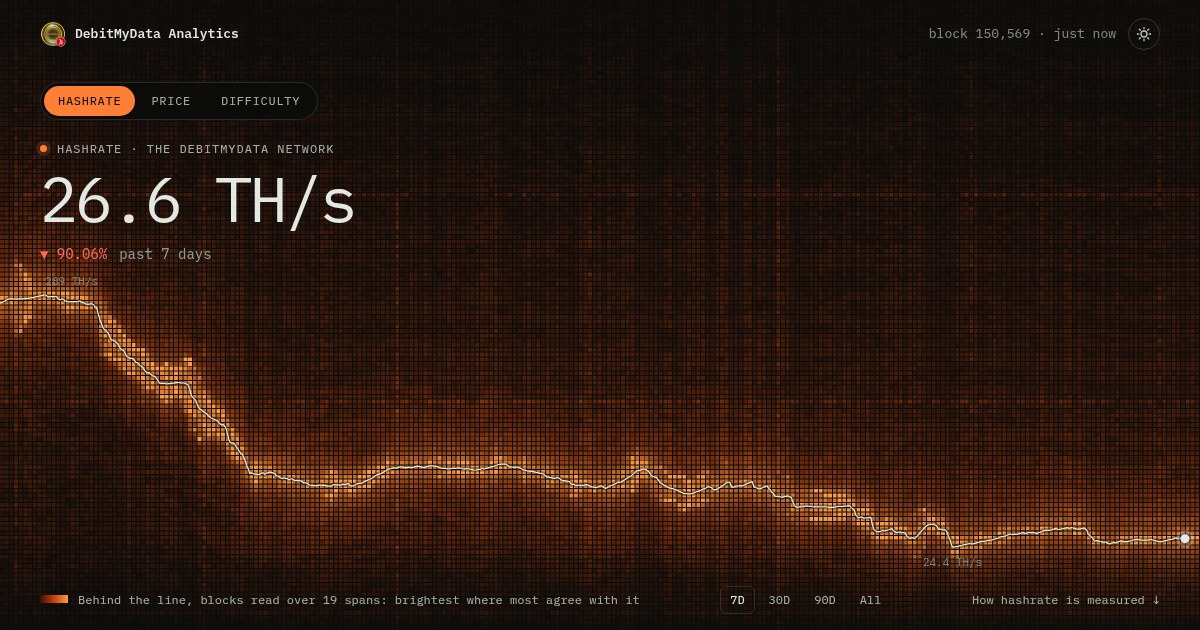 DebitMyData Analytics
block 150,569 · just now
HASHRATE PRICE DIFFICULTY
HASHRATE · THE DEBITMYDATA NETWORK
26.6 TH/s
▼ 90.06% past 7 days
289 TH/s
24.4 TH/s
Behind the line, blocks read over 19 spans: brightest where most agree with it
7D 30D 90D All
How hashrate is measured ↓